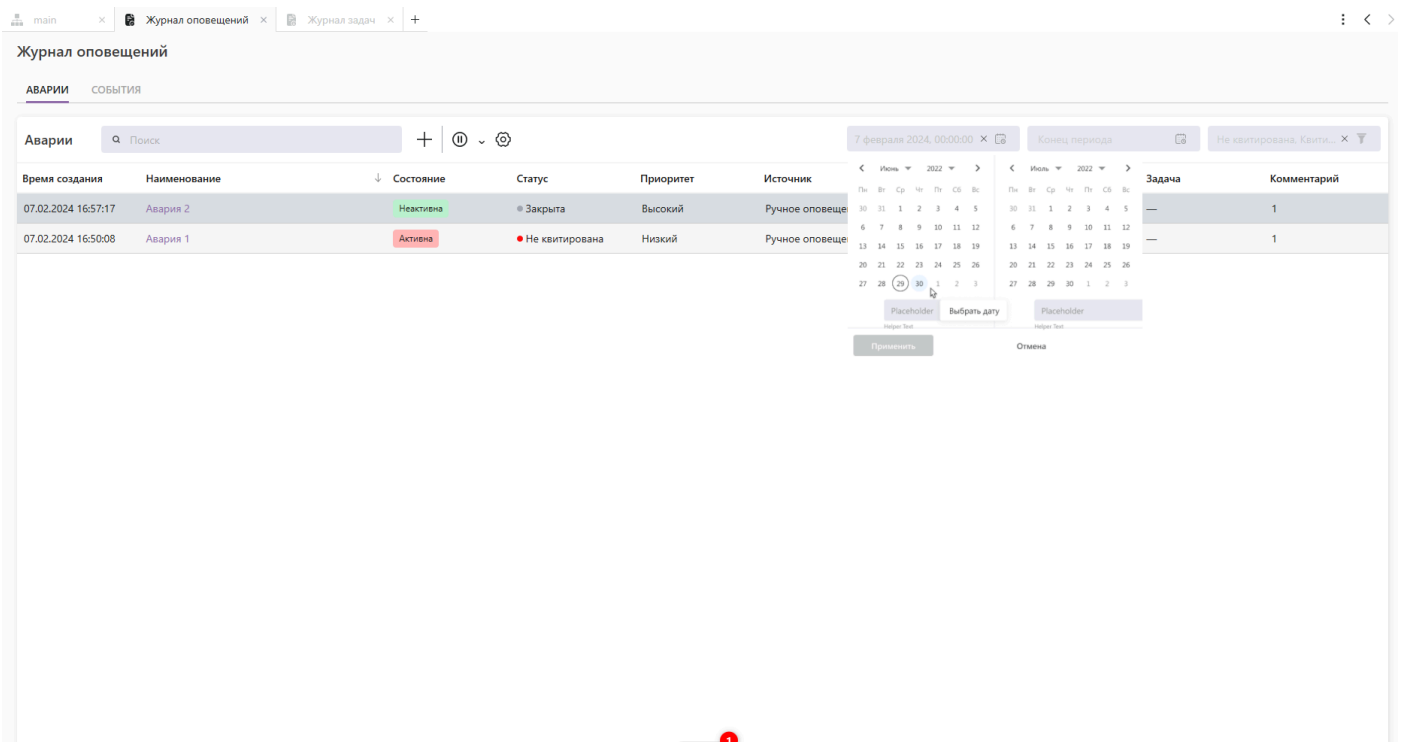 main
Журнал оповещений
Журнал задач
Журнал оповещений
АВАРИИ СОБЫТИЯ
Аварии Поиск 7 февраля 2024, 00:00:00 Конец периода Не квитирована, Квити...
Время создания Наименование Состояние Статус Приоритет Источник Задача Комментарий
07.02.2024 16:57:17 Авария 2 Неактивна Закрыта Высокий Ручное оповеще — 1
07.02.2024 16:50:08 Авария 1 Активна Не квитирована Низкий Ручное оповеще — 1
Июнь 2022
Пн Вт Ср Чт Пт Сб Вс
30 31 1 2 3 4 5
6 7 8 9 10 11 12
13 14 15 16 17 18 19
20 21 22 23 24 25 26
27 28 29 30 1 2 3
Placeholder
Выбрать дату
Helper Text
Июль 2022
Пн Вт Ср Чт Пт Сб Вс
30 31 1 2 3 4 5
6 7 8 9 10 11 12
13 14 15 16 17 18 19
20 21 22 23 24 25 26
27 28 29 30 1 2 3
Placeholder
Helper Text
Применить Отмена
1